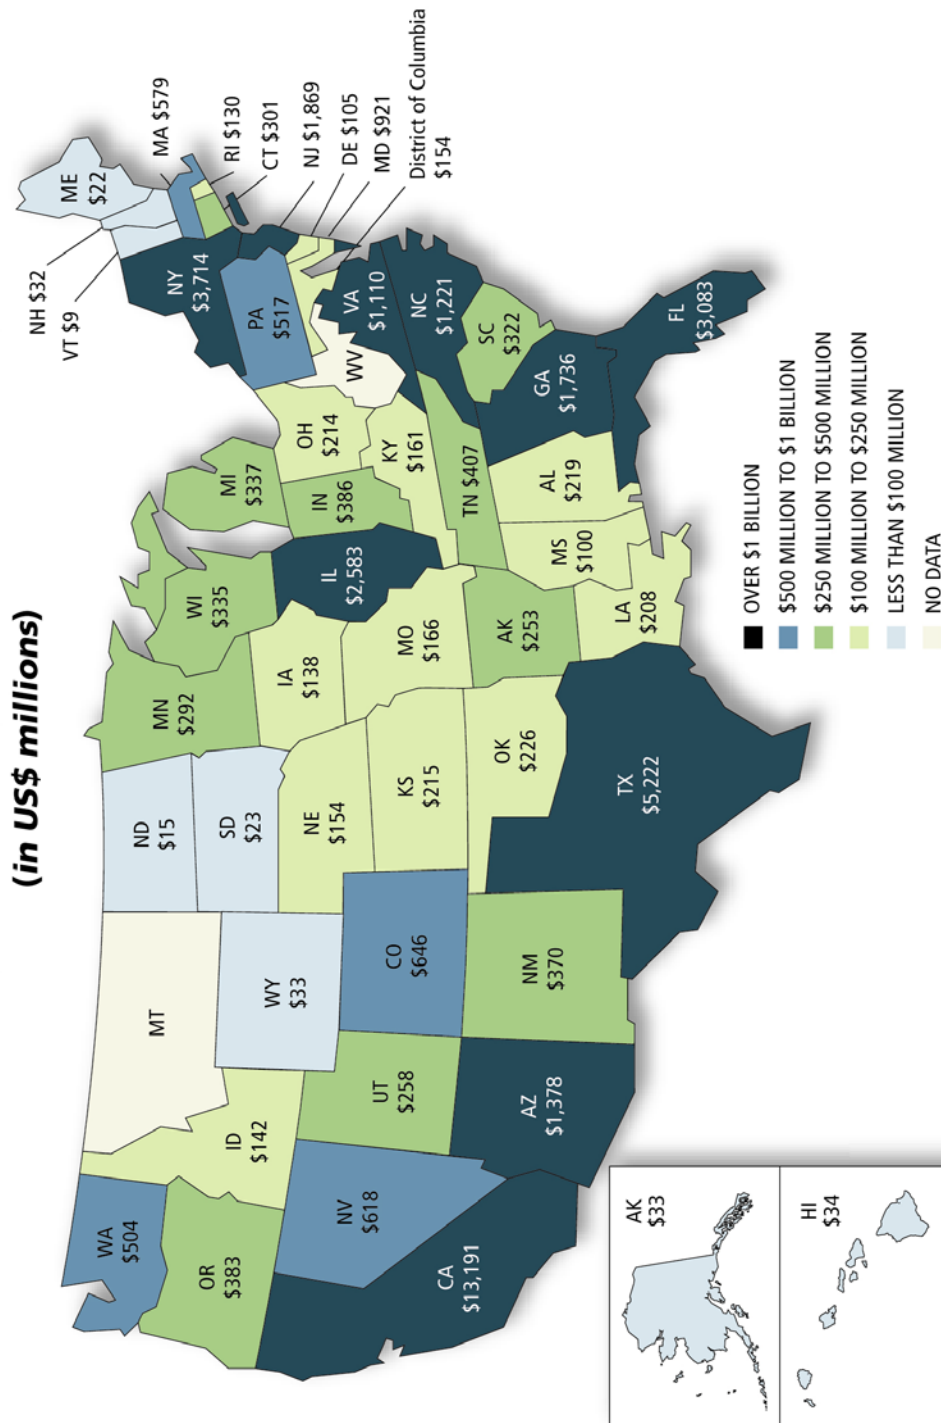 (in US$ millions)
WA
$504
OR
$383
CA
$13,191
NV
$618
ID
$142
MT
WY
$33
UT
$258
AZ
$1,378
CO
$646
NM
$370
ND
$15
SD
$23
NE
$154
KS
$215
OK
$226
TX
$5,222
MN
$292
IA
$138
MO
$166
AK
$253
LA
$208
WI
$335
IL
$2,583
MS
$100
MI
$337
IN
$386
OH
$214
KY
$161
TN $407
AL
$219
GA
$1,736
FL
$3,083
SC
$322
NC
$1,221
VA
$1,110
WV
PA
$517
NY
$3,714
VT $9
NH $32
ME
$22
MA $579
RI $130
CT $301
NJ $1,869
DE $105
MD $921
District of Columbia
$154
AK
$33
HI
$34
OVER $1 BILLION
$500 MILLION TO $1 BILLION
$250 MILLION TO $500 MILLION
$100 MILLION TO $250 MILLION
LESS THAN $100 MILLION
NO DATA